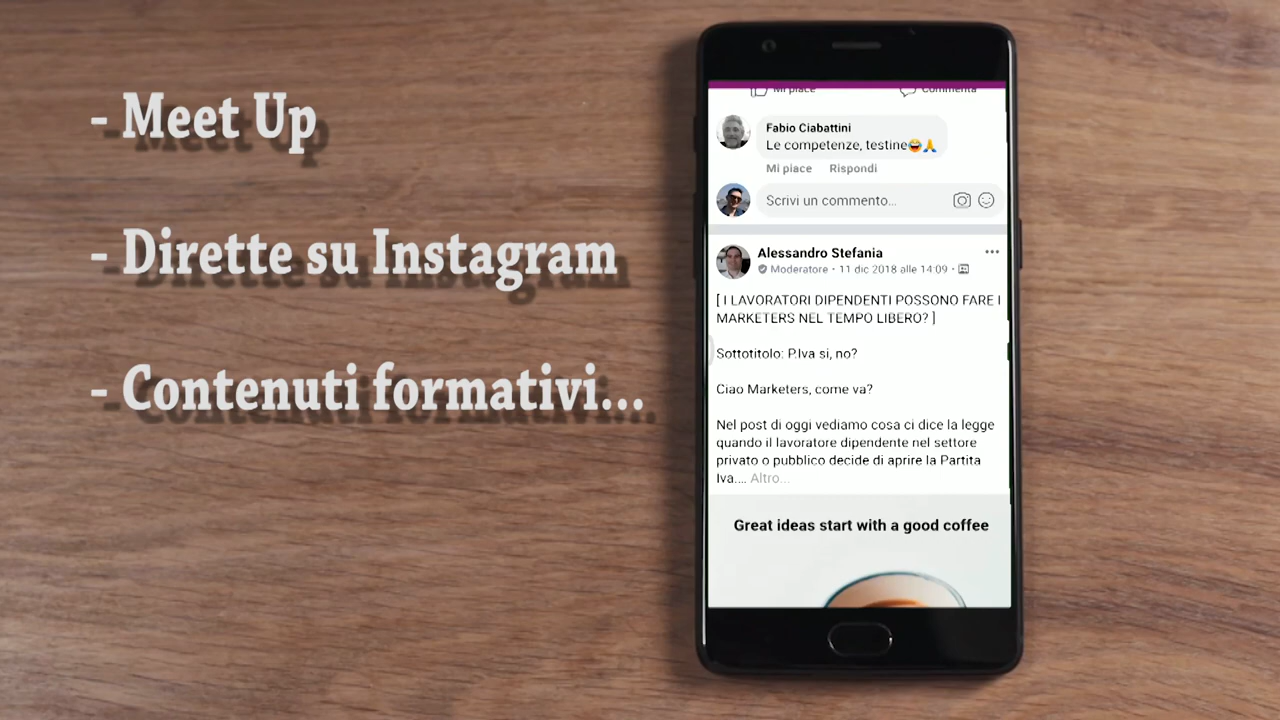 - Meet Up
- Dirette su Instagram
- Contenuti formativi...
Mi piace Commenta
Fabio Ciabattini
Le competenze, testine😂🙏
Mi piace Rispondi
Scrivi un commento...
Alessandro Stefania
Moderatore · 11 dic 2018 alle 14:09 ·
[ I LAVORATORI DIPENDENTI POSSONO FARE I
MARKETERS NEL TEMPO LIBERO? ]
Sottotitolo: P.Iva si, no?
Ciao Marketers, come va?
Nel post di oggi vediamo cosa ci dice la legge
quando il lavoratore dipendente nel settore
privato o pubblico decide di aprire la Partita
Iva.... Altro...
Great ideas start with a good coffee